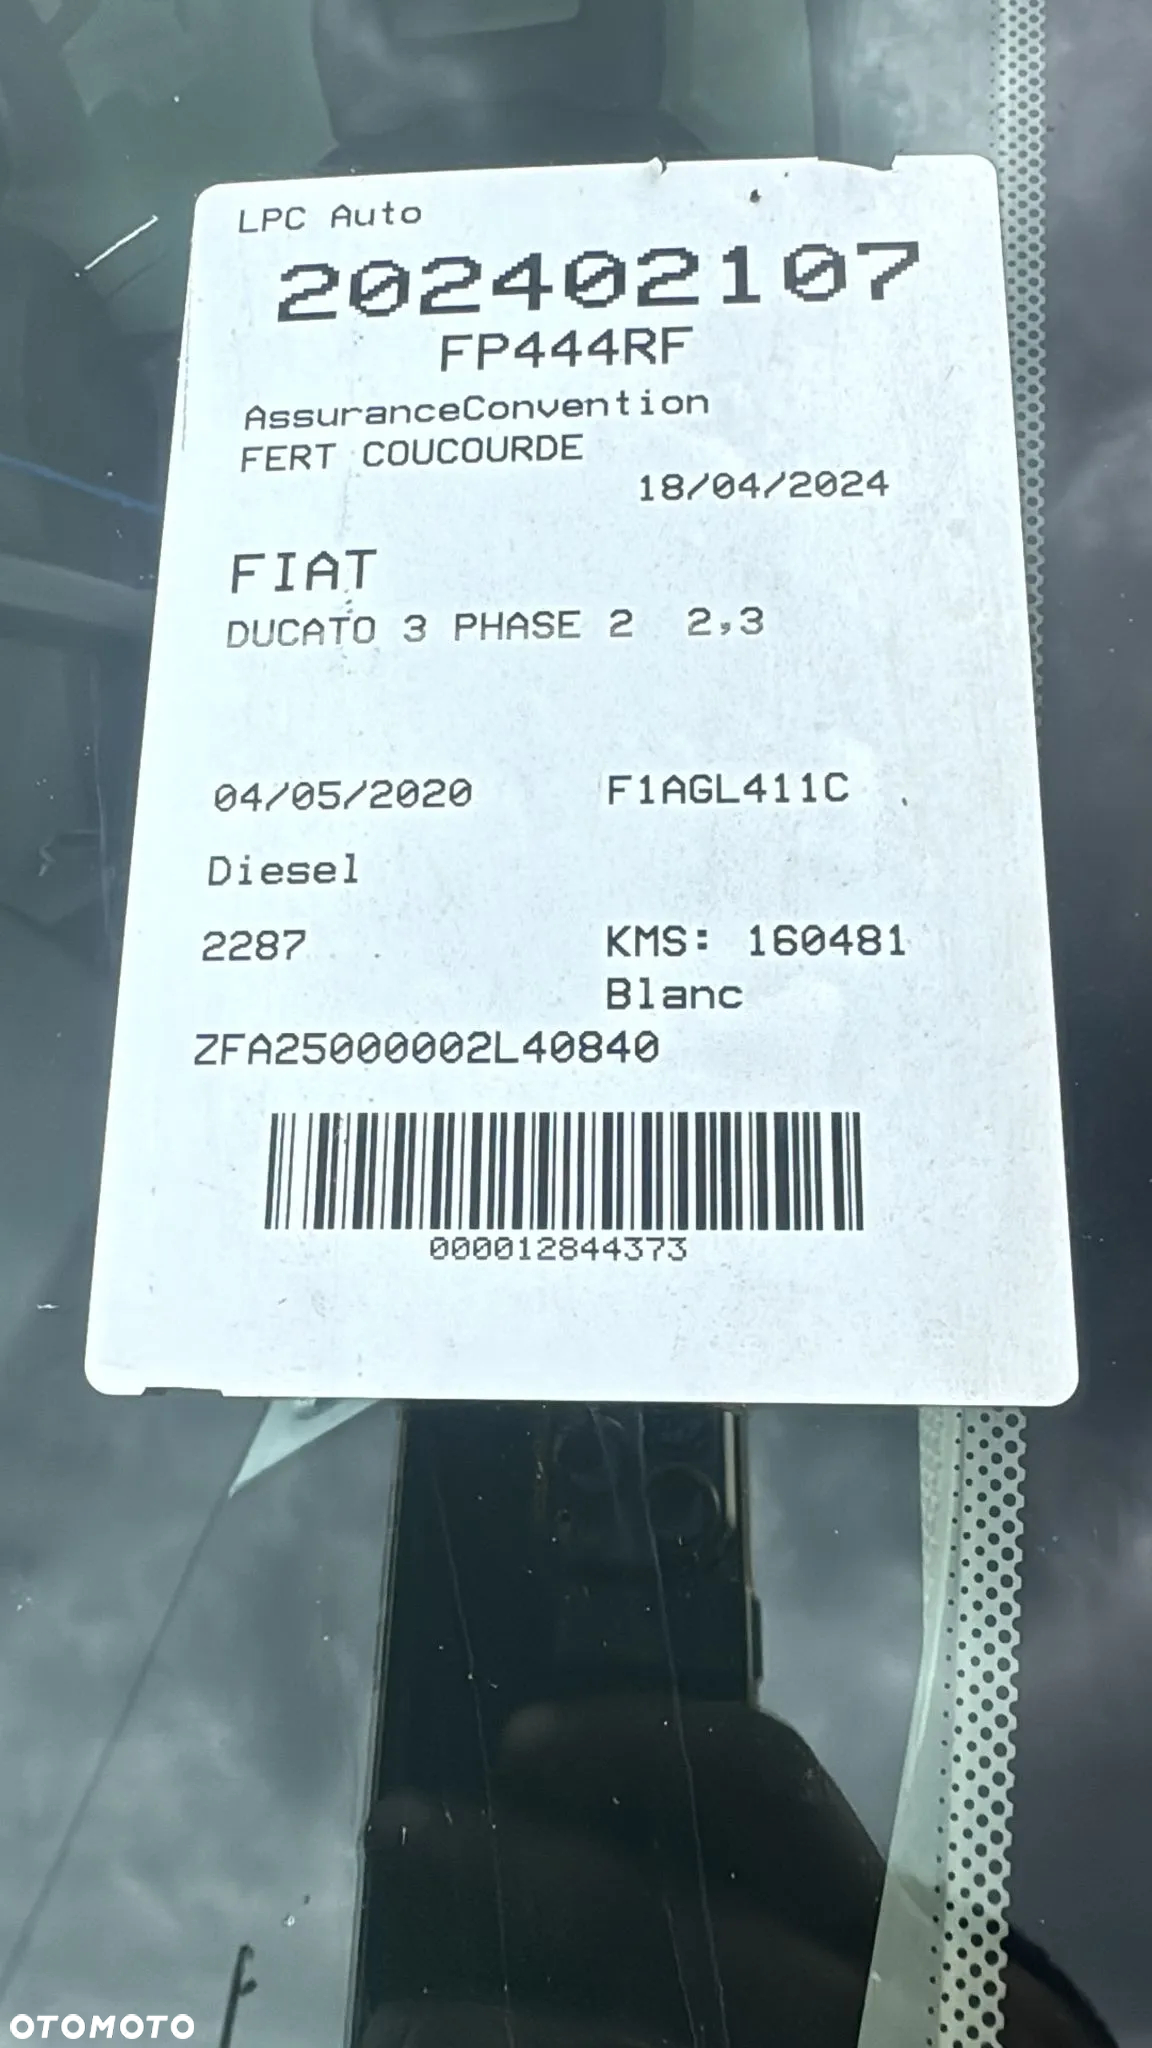 LPC Auto
202402107
FP444RF
AssuranceConvention
FERT COUCOURDE
18/04/2024
FIAT
DUCATO 3 PHASE 2 2,3
04/05/2020 F1AGL411C
Diesel
2287 KMS: 160481
Blanc
ZFA25000002L40840
000012844373
OTOMOTO